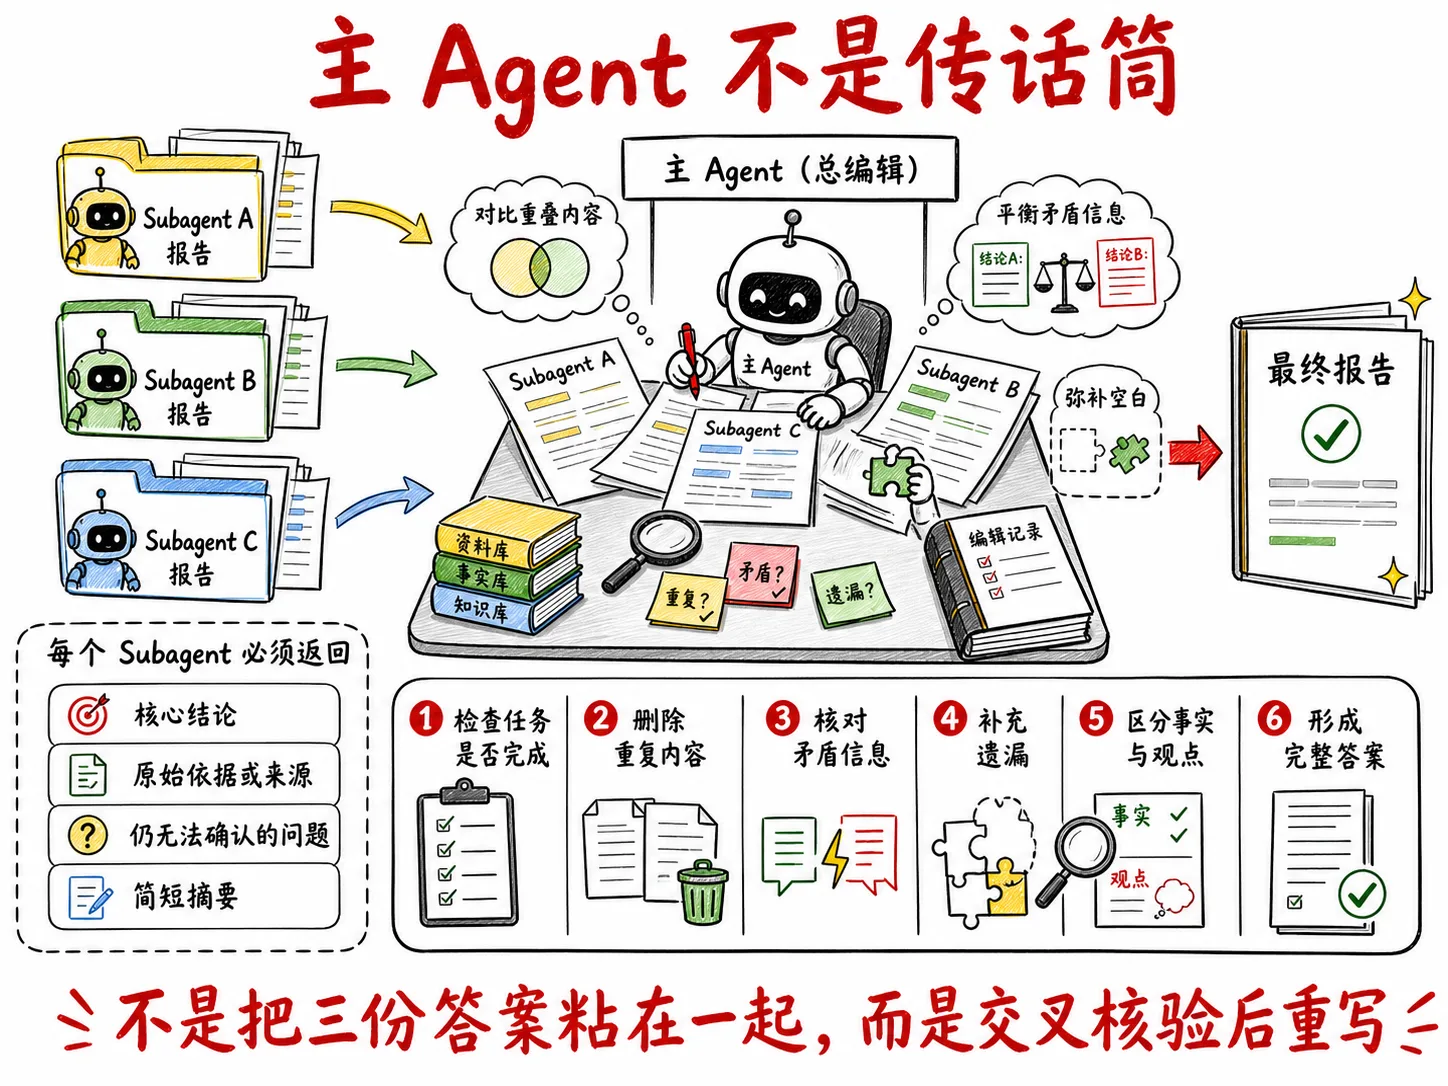 主 Agent 不是传话筒
Subagent A
报告
Subagent B
报告
Subagent C
报告
主 Agent（总编辑）
对比重叠内容
平衡矛盾信息
结论A:
结论B:
主 Agent
Subagent A
Subagent C
Subagent B
弥补空白
资料库
事实库
知识库
重复?
矛盾?
遗漏?
编辑记录
最终报告
每个 Subagent 必须返回
核心结论
原始依据或来源
?
仍无法确认的问题
简短摘要
1 检查任务
是否完成
2 删除
重复内容
3 核对
矛盾信息
4 补充
遗漏
5 区分事实
与观点
事实
观点
6 形成
完整答案
不是把三份答案粘在一起，而是交叉核验后重写